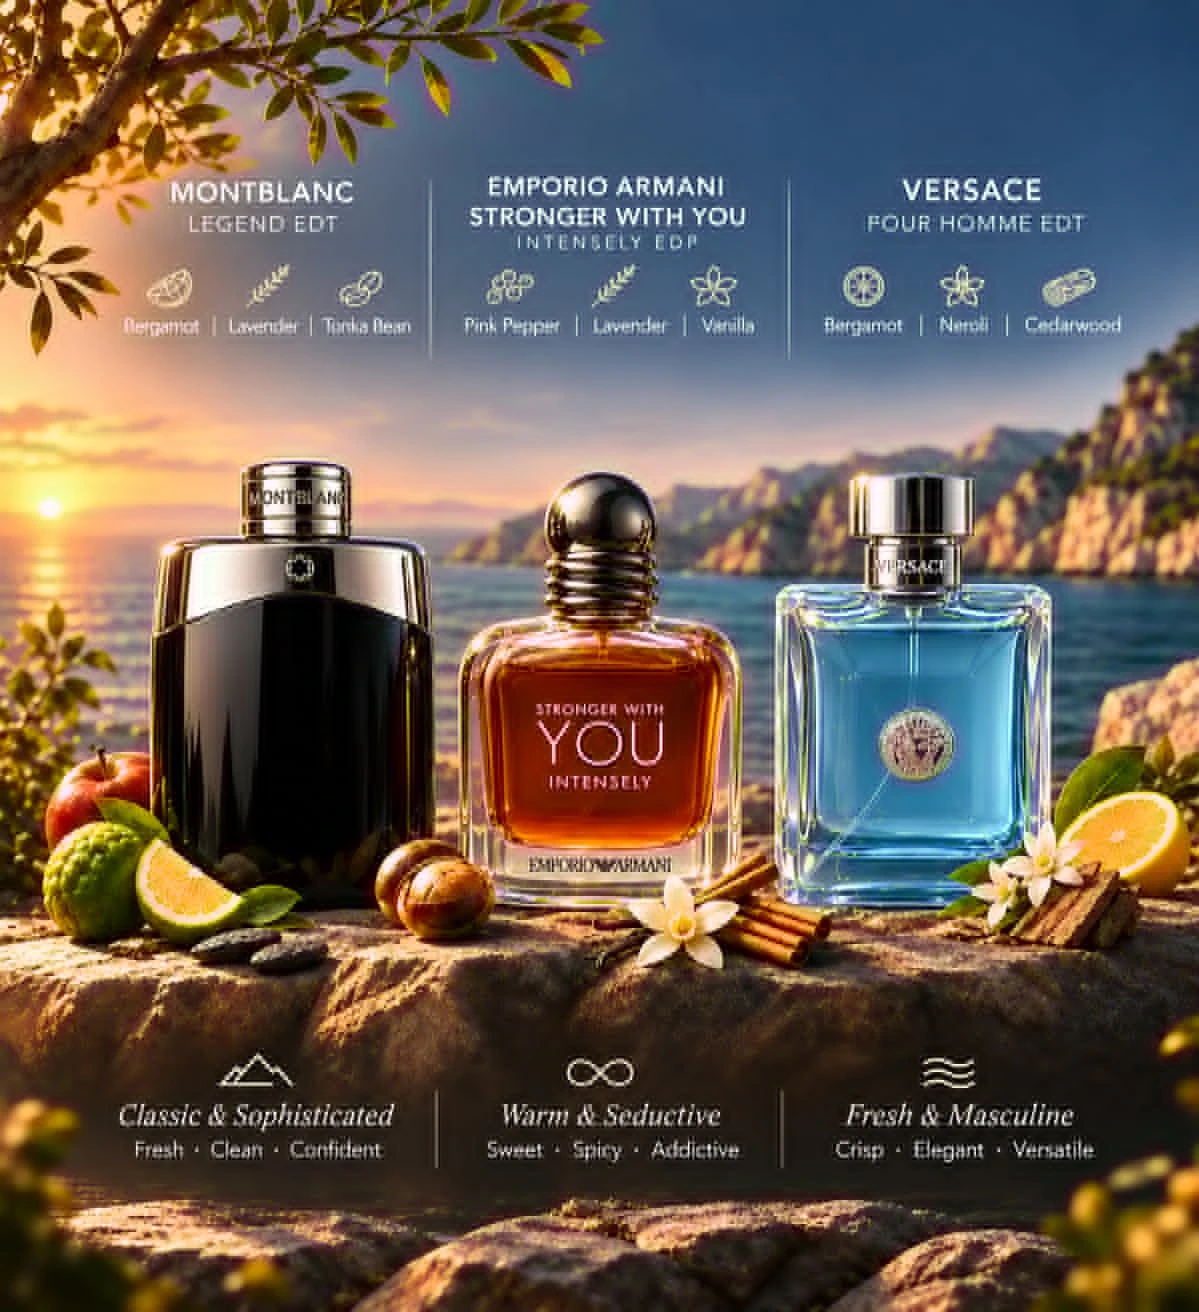 MONTBLANC
LEGEND EDT
Bergamot | Lavender | Tonka Bean
EMPORIO ARMANI
STRONGER WITH YOU
INTENSELY EDP
Pink Pepper | Lavender | Vanilla
VERSACE
POUR HOMME EDT
Bergamot | Neroli | Cedarwood
MONTBLANC
STRONGER WITH
YOU
INTENSELY
EMPORIO ARMANI
VERSACE
Classic & Sophisticated
Fresh · Clean · Confident
Warm & Seductive
Sweet · Spicy · Addictive
Fresh & Masculine
Crisp · Elegant · Versatile